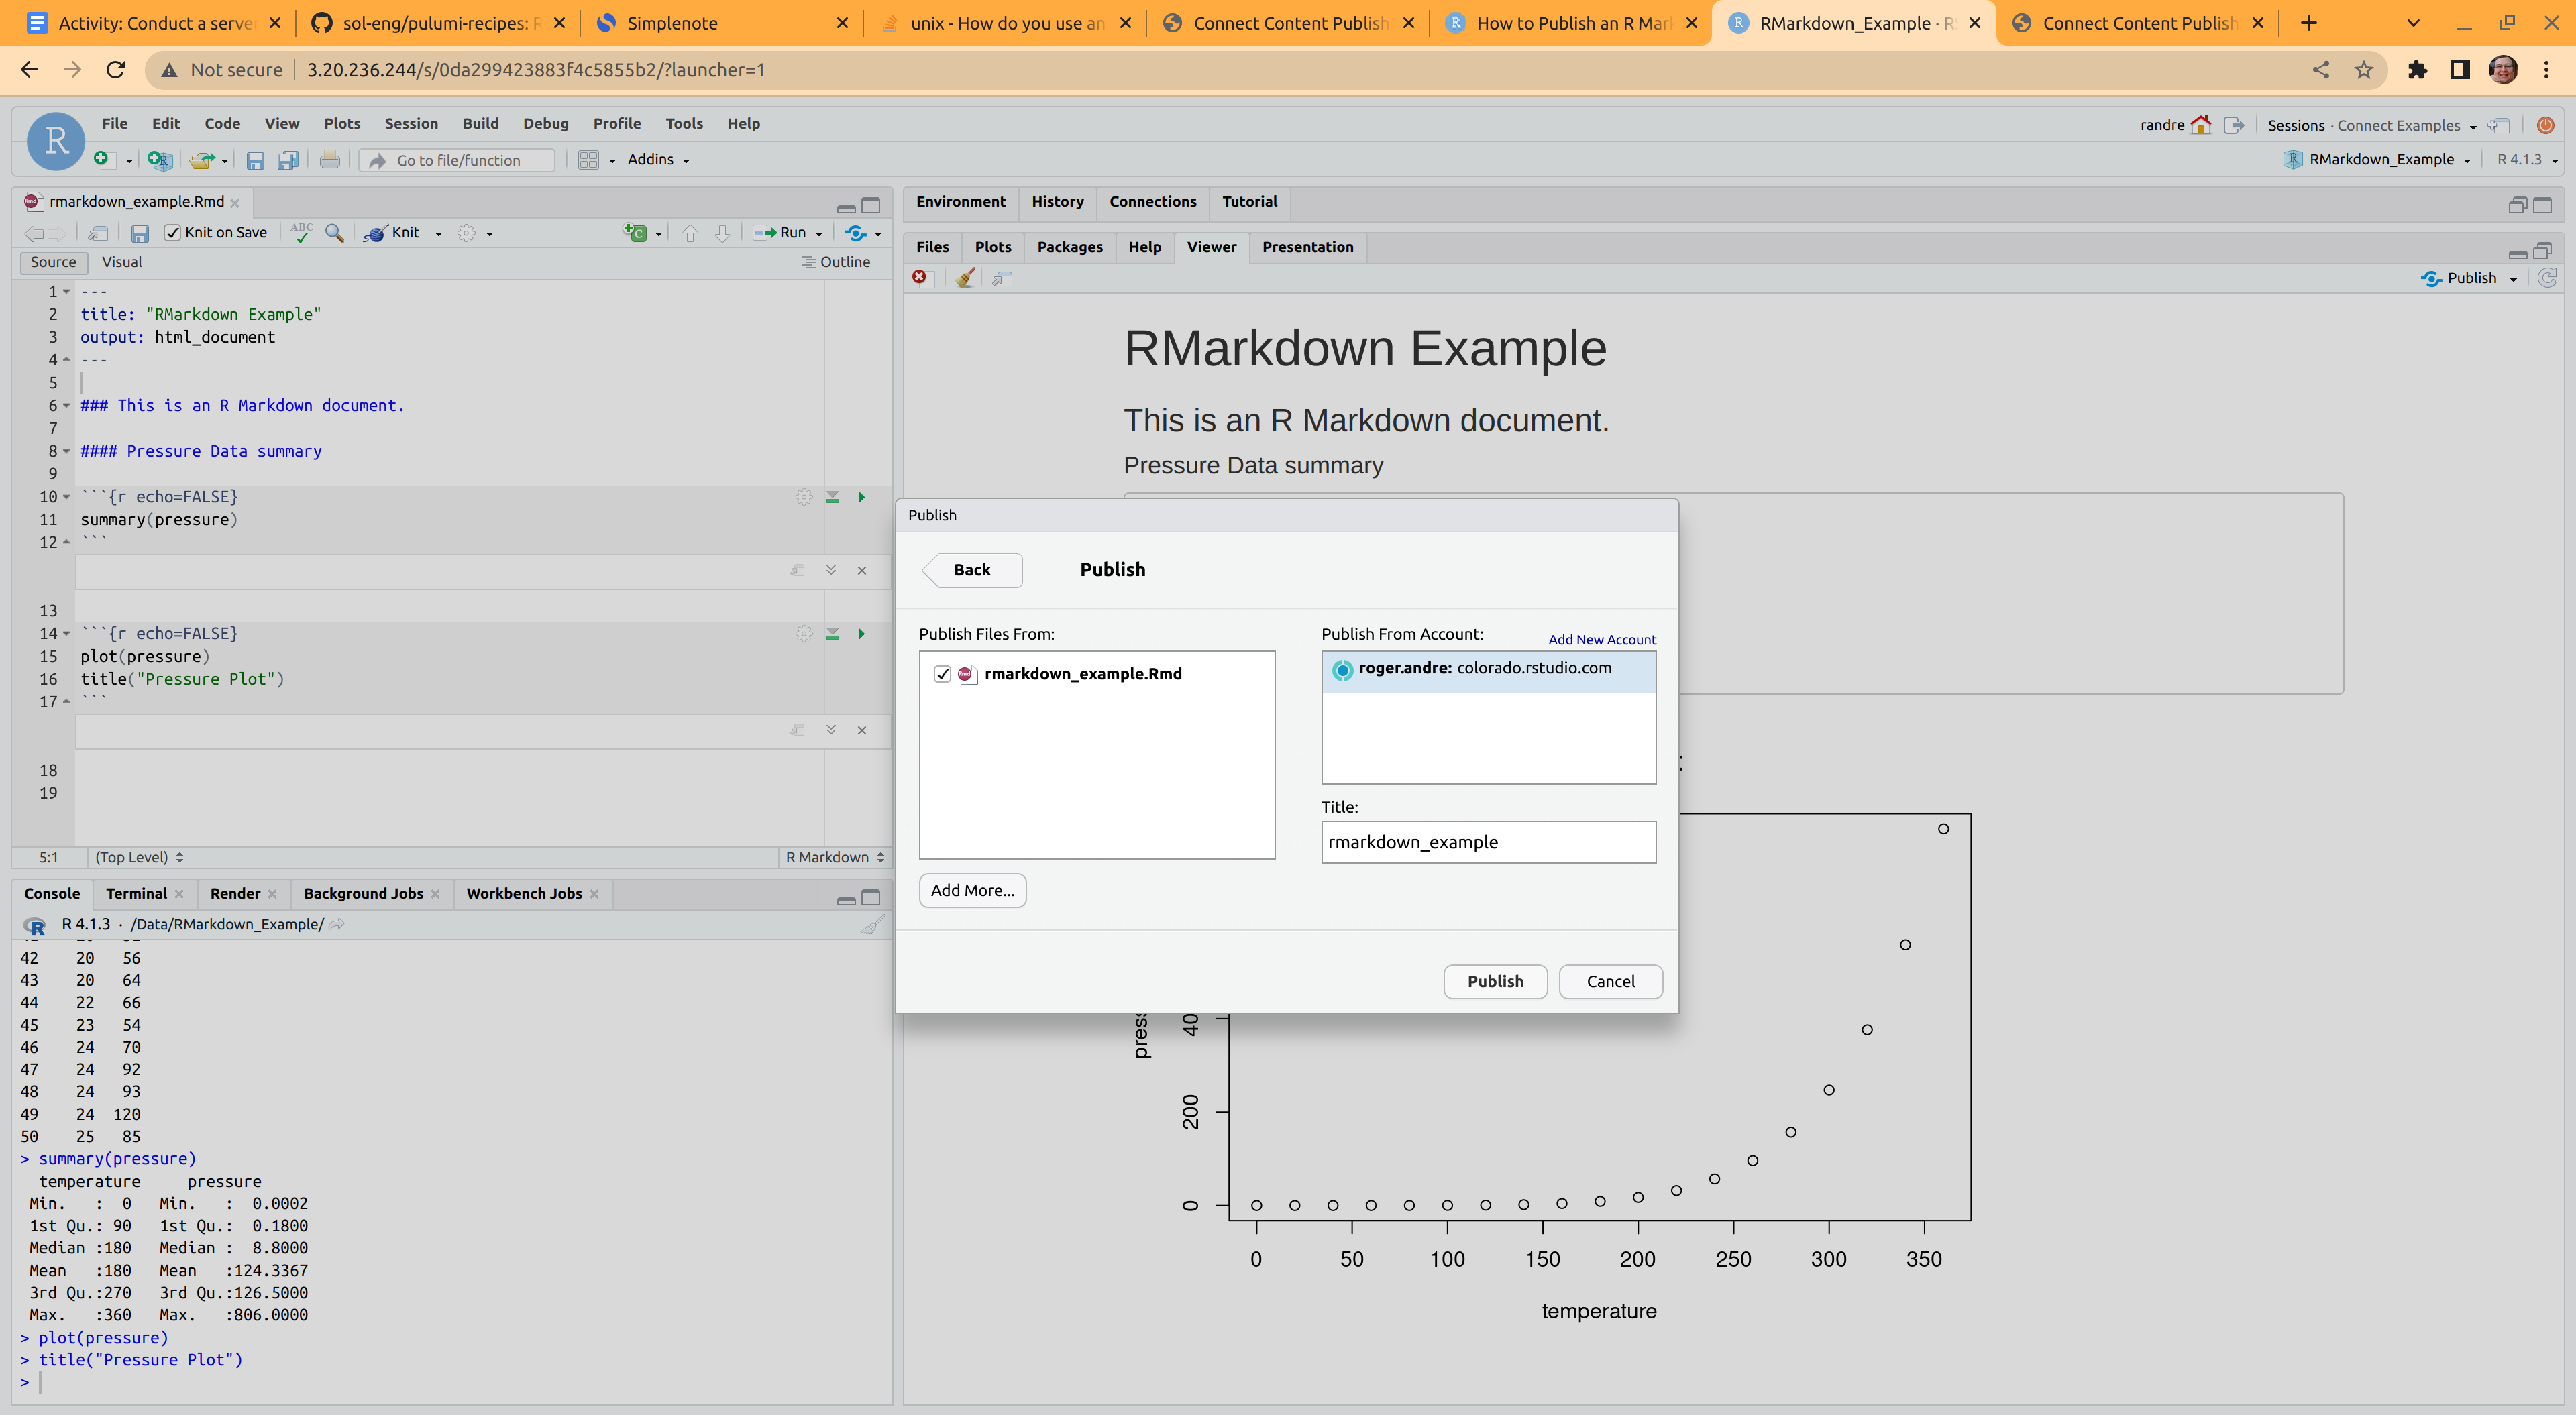 Activity: Conduct a server
sol-eng/pulumi-recipes: R
Simplenote
unix - How do you use an
Connect Content Publish
How to Publish an R Mar
RMarkdown_Example · RS
Connect Content Publish
Not secure 3.20.236.244/s/0da299423883f4c5855b2/?launcher=1
R File Edit Code View Plots Session Build Debug Profile Tools Help
randre Sessions · Connect Examples
Go to file/function Addins
RMarkdown_Example R 4.1.3
rmarkdown_example.Rmd
Knit on Save ABC Knit Run
Source Visual Outline
1 ---
2 title: "RMarkdown Example"
3 output: html_document
4 ---
5
6 ### This is an R Markdown document.
7
8 #### Pressure Data summary
9
10 ```{r echo=FALSE}
11 summary(pressure)
12 ```
13
14 ```{r echo=FALSE}
15 plot(pressure)
16 title("Pressure Plot")
17 ```
18
19
5:1 (Top Level) R Markdown
Console Terminal Render Background Jobs Workbench Jobs
R 4.1.3 · /Data/RMarkdown_Example/
42 20 56
43 20 64
44 22 66
45 23 54
46 24 70
47 24 92
48 24 93
49 24 120
50 25 85
> summary(pressure)
temperature pressure
Min. : 0 Min. : 0.0002
1st Qu.: 90 1st Qu.: 0.1800
Median :180 Median : 8.8000
Mean :180 Mean :124.3367
3rd Qu.:270 3rd Qu.:126.5000
Max. :360 Max. :806.0000
> plot(pressure)
> title("Pressure Plot")
>
Environment History Connections Tutorial
Files Plots Packages Help Viewer Presentation
Publish
RMarkdown Example
This is an R Markdown document.
Pressure Data summary
Publish
Back Publish
Publish Files From:
rmarkdown_example.Rmd
Add More...
Publish From Account: Add New Account
roger.andre: colorado.rstudio.com
Title:
rmarkdown_example
Publish Cancel
press
40
200
0
0 50 100 150 200 250 300 350
temperature